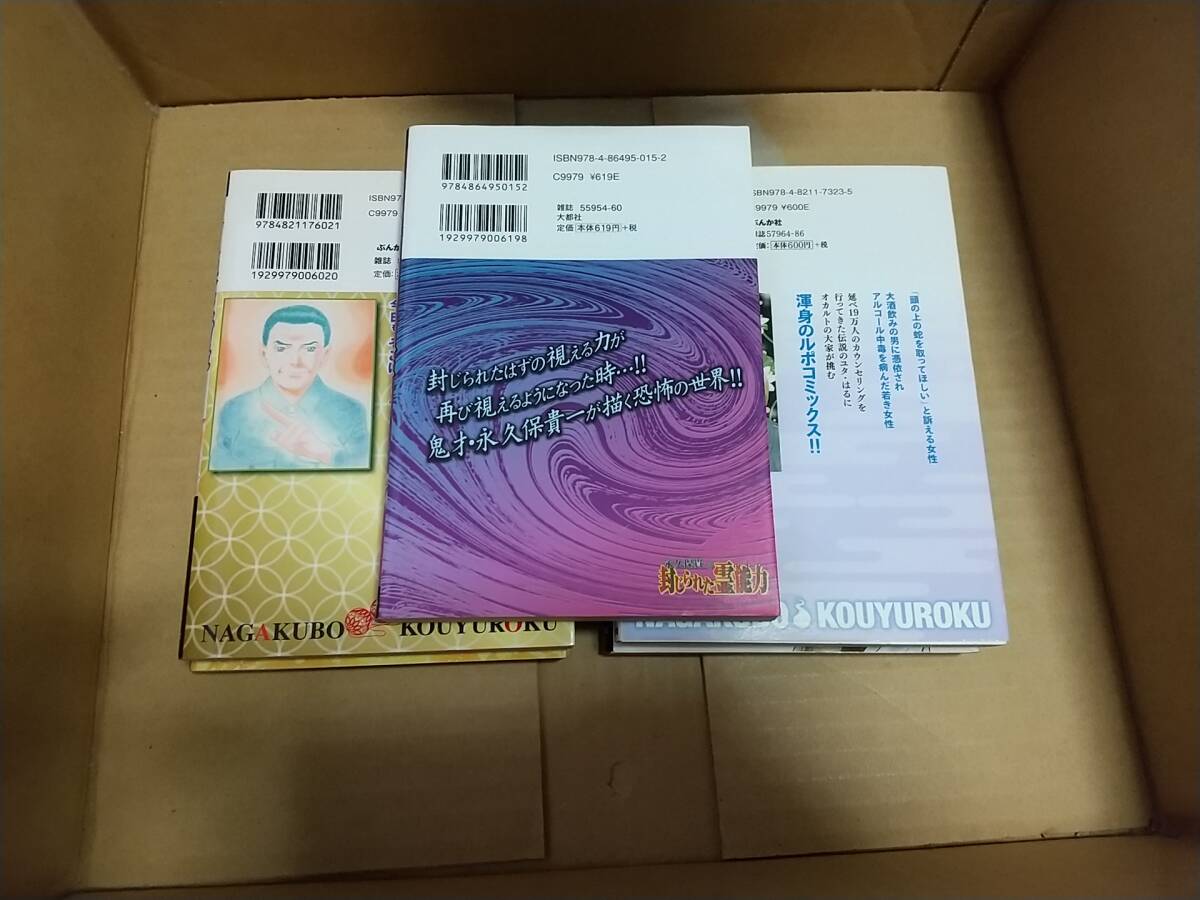 ISBN97
9784821176021
C9979
ぶんか
雑誌
1929979006020
定価:
NAGAKUBO KOUYUROKU
ISBN978-4-86495-015-2
C9979 ¥619E
9784864950152
雑誌 55954-60
大都社
定価 本体619円+税
1929979006198
封じられたはずの視える力が
再び視えるようになった時…!!
鬼才・永久保貴一が描く恐怖の世界!!
封じられた霊能力
SBN978-4-8211-7323-5
9979 ¥600E
ぶんか社
誌57964-86
定価:本体600円+税
「頭の上の蛇を取ってほしい」と訴える女性
大酒飲みの男に憑依され
アルコール中毒を病んだ若き女性
延べ19万人のカウンセリングを
行ってきた伝説のユタ・はるに
オカルトの大家が挑む
渾身のルポコミックス!!
NAGAKUBO KOUYUROKU